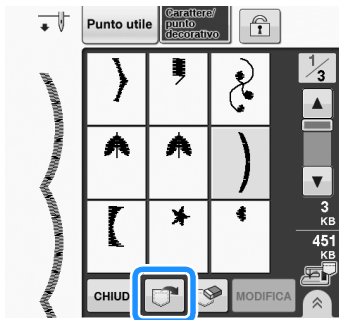 Punto utile
Carattere/
punto
decorativo
1/3
3
KB
451
KB
CHIUD
MODIFICA